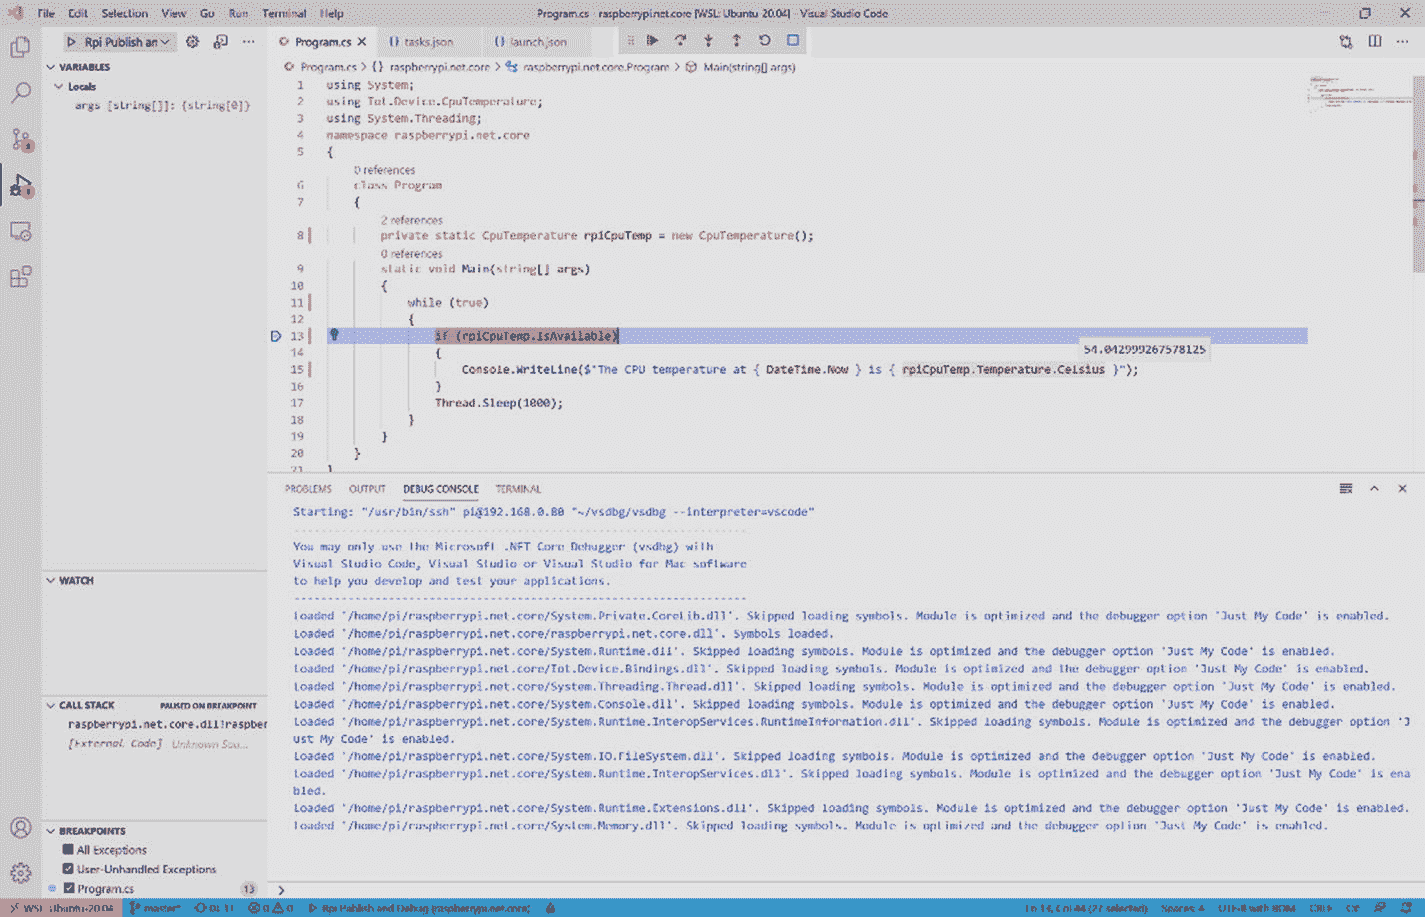 File Edit Selection View Go Run Terminal Help
Program.cs - raspberrypi.net.core [WSL: Ubuntu-20.04] - Visual Studio Code
Rpi Publish an
Program.cs
tasks.json
launch.json
VARIABLES
Locals
args [string[]]: {string[0]}
Program.cs > {} raspberrypi.net.core > raspberrypi.net.core.Program > Main(string[] args)
1 using System;
2 using Iot.Device.CpuTemperature;
3 using System.Threading;
4 namespace raspberrypi.net.core
5 {
0 references
6 class Program
7 {
2 references
8 private static CpuTemperature rpiCpuTemp = new CpuTemperature();
0 references
9 static void Main(string[] args)
10 {
11 while (true)
12 {
13 if (rpiCpuTemp.IsAvailable)
54.042999267578125
14 {
15 Console.WriteLine($"The CPU temperature at { DateTime.Now } is { rpiCpuTemp.Temperature.Celsius }");
16 }
17 Thread.Sleep(1000);
18 }
19 }
20 }
21 }
PROBLEMS OUTPUT DEBUG CONSOLE TERMINAL
Starting: "/usr/bin/ssh" pi@192.168.0.80 "~/vsdbg/vsdbg --interpreter=vscode"
-------------------------------------------------------------------
You may only use the Microsoft .NET Core Debugger (vsdbg) with
Visual Studio Code, Visual Studio or Visual Studio for Mac software
to help you develop and test your applications.
-------------------------------------------------------------------
Loaded '/home/pi/raspberrypi.net.core/System.Private.CoreLib.dll'. Skipped loading symbols. Module is optimized and the debugger option 'Just My Code' is enabled.
Loaded '/home/pi/raspberrypi.net.core/raspberrypi.net.core.dll'. Symbols loaded.
Loaded '/home/pi/raspberrypi.net.core/System.Runtime.dll'. Skipped loading symbols. Module is optimized and the debugger option 'Just My Code' is enabled.
Loaded '/home/pi/raspberrypi.net.core/Iot.Device.Bindings.dll'. Skipped loading symbols. Module is optimized and the debugger option 'Just My Code' is enabled.
Loaded '/home/pi/raspberrypi.net.core/System.Threading.Thread.dll'. Skipped loading symbols. Module is optimized and the debugger option 'Just My Code' is enabled.
Loaded '/home/pi/raspberrypi.net.core/System.Console.dll'. Skipped loading symbols. Module is optimized and the debugger option 'Just My Code' is enabled.
Loaded '/home/pi/raspberrypi.net.core/System.Runtime.InteropServices.RuntimeInformation.dll'. Skipped loading symbols. Module is optimized and the debugger option 'J
ust My Code' is enabled.
Loaded '/home/pi/raspberrypi.net.core/System.IO.FileSystem.dll'. Skipped loading symbols. Module is optimized and the debugger option 'Just My Code' is enabled.
Loaded '/home/pi/raspberrypi.net.core/System.Runtime.InteropServices.dll'. Skipped loading symbols. Module is optimized and the debugger option 'Just My Code' is ena
bled.
Loaded '/home/pi/raspberrypi.net.core/System.Runtime.Extensions.dll'. Skipped loading symbols. Module is optimized and the debugger option 'Just My Code' is enabled.
Loaded '/home/pi/raspberrypi.net.core/System.Memory.dll'. Skipped loading symbols. Module is optimized and the debugger option 'Just My Code' is enabled.
WATCH
CALL STACK PAUSED ON BREAKPOINT
raspberrypi.net.core.dll!raspber
[External Code] Unknown Sou...
BREAKPOINTS
All Exceptions
User-Unhandled Exceptions
Program.cs 13
WSL: Ubuntu-20.04 master* 0 0 Rpi Publish and Debug (raspberrypi.net.core) Ln 13, Col 44 (27 selected) Spaces: 4 UTF-8 with BOM CRLF C#